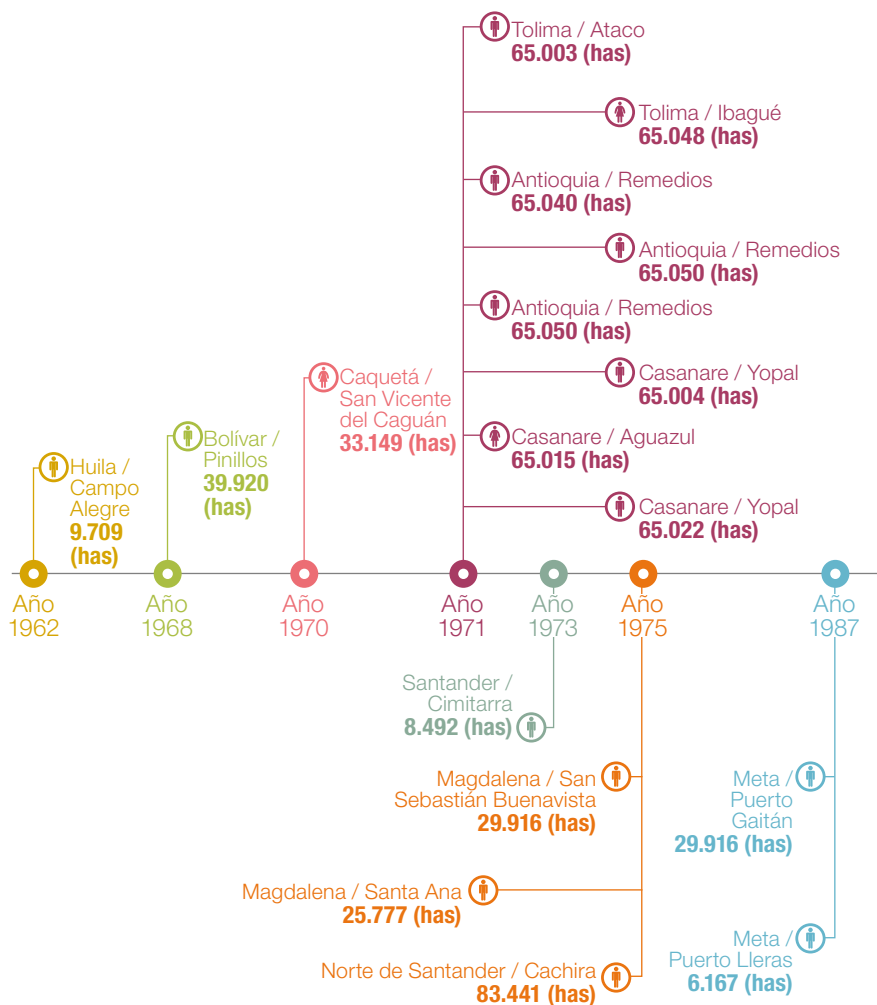 Tolima / Ataco
65.003 (has)
Tolima / Ibagué
65.048 (has)
Antioquia / Remedios
65.040 (has)
Antioquia / Remedios
65.050 (has)
Antioquia / Remedios
65.050 (has)
Casanare / Yopal
65.004 (has)
Casanare / Aguazul
65.015 (has)
Casanare / Yopal
65.022 (has)
Caquetá /
San Vicente
del Caguán
33.149 (has)
Bolívar /
Pinillos
39.920
(has)
Huila /
Campo
Alegre
9.709
(has)
Año
1962
Año
1968
Año
1970
Año
1971
Año
1973
Año
1975
Año
1987
Santander /
Cimitarra
8.492 (has)
Magdalena / San
Sebastián Buenavista
29.916 (has)
Magdalena / Santa Ana
25.777 (has)
Norte de Santander / Cachira
83.441 (has)
Meta /
Puerto
Gaitán
29.916 (has)
Meta /
Puerto Lleras
6.167 (has)